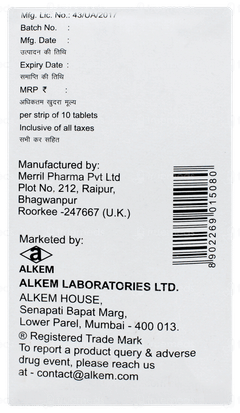 Mfg. Lic. No.: 43/UA/2017
Batch No. :
Mfg. Date :
उत्पादन की तिथि
Expiry Date :
समाप्ति की तिथि
MRP ₹ :
अधिकतम खुदरा मूल्य
per strip of 10 tablets
Inclusive of all taxes
सभी कर सहित
Manufactured by:
Merril Pharma Pvt Ltd
Plot No. 212, Raipur,
Bhagwanpur
Roorkee -247667 (U.K.)
8 902269 015080
Marketed by:
a ®
ALKEM
ALKEM LABORATORIES LTD.
ALKEM HOUSE,
Senapati Bapat Marg,
Lower Parel, Mumbai - 400 013.
® Registered Trade Mark
To report a product query & adverse
drug event, please reach us
at - contact@alkem.com